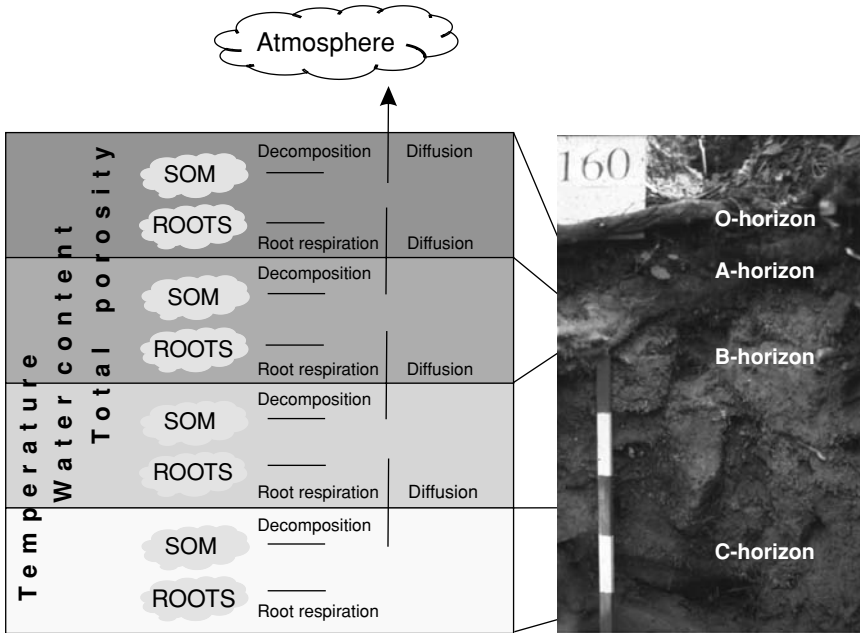 Atmosphere
Decomposition Diffusion
SOM
ROOTS
Root respiration Diffusion
Decomposition
SOM
ROOTS
Root respiration Diffusion
Decomposition
SOM
ROOTS
Root respiration Diffusion
Decomposition
SOM
ROOTS
Root respiration
Temperature
Water content
Total porosity
160
O-horizon
A-horizon
B-horizon
C-horizon